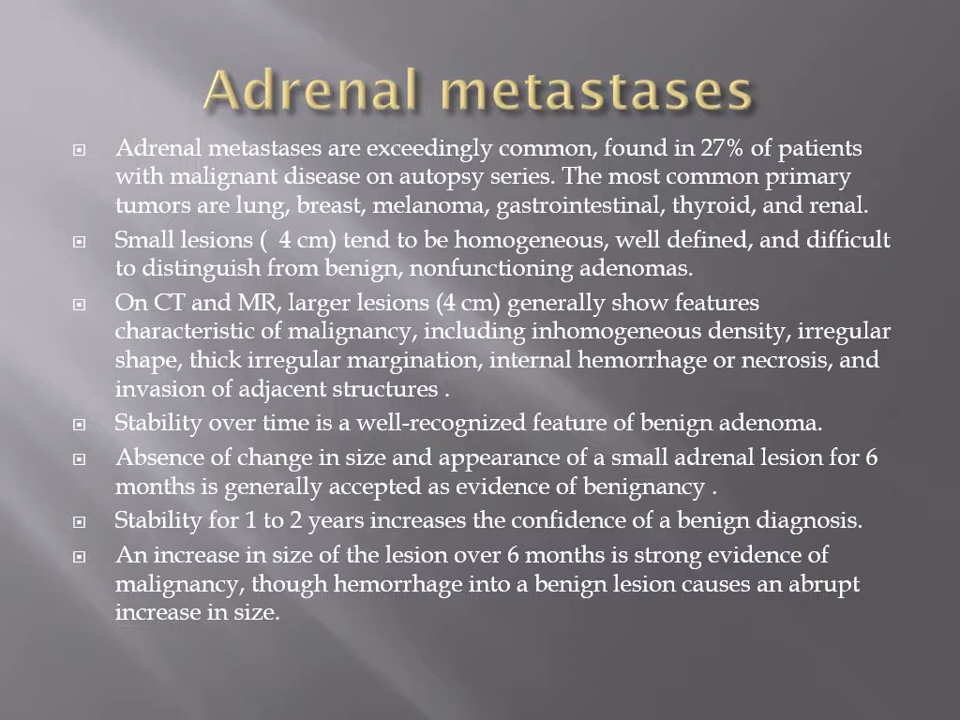 Adrenal metastases
Adrenal metastases are exceedingly common, found in 27% of patients
with malignant disease on autopsy series. The most common primary
tumors are lung, breast, melanoma, gastrointestinal, thyroid, and renal.
Small lesions (  4 cm) tend to be homogeneous, well defined, and difficult
to distinguish from benign, nonfunctioning adenomas.
On CT and MR, larger lesions (4 cm) generally show features
characteristic of malignancy, including inhomogeneous density, irregular
shape, thick irregular margination, internal hemorrhage or necrosis, and
invasion of adjacent structures .
Stability over time is a well-recognized feature of benign adenoma.
Absence of change in size and appearance of a small adrenal lesion for 6
months is generally accepted as evidence of benignancy .
Stability for 1 to 2 years increases the confidence of a benign diagnosis.
An increase in size of the lesion over 6 months is strong evidence of
malignancy, though hemorrhage into a benign lesion causes an abrupt
increase in size.